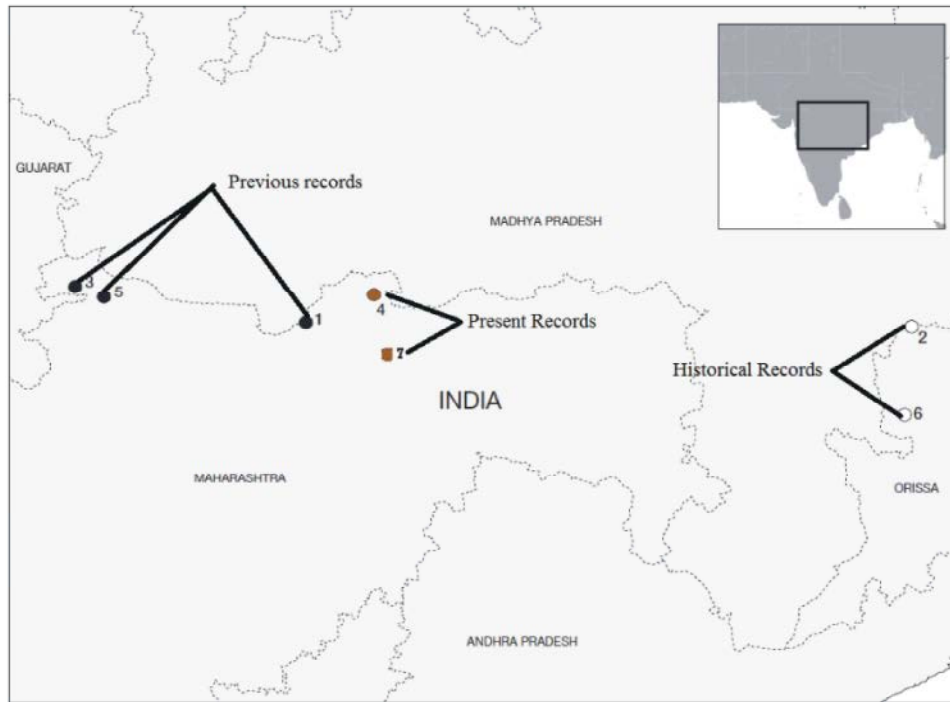 GUJARAT
Previous records
MADHYA PRADESH
3
5
1
4
Present Records
2
7
Historical Records
INDIA
6
MAHARASHTRA
ORISSA
ANDHRA PRADESH